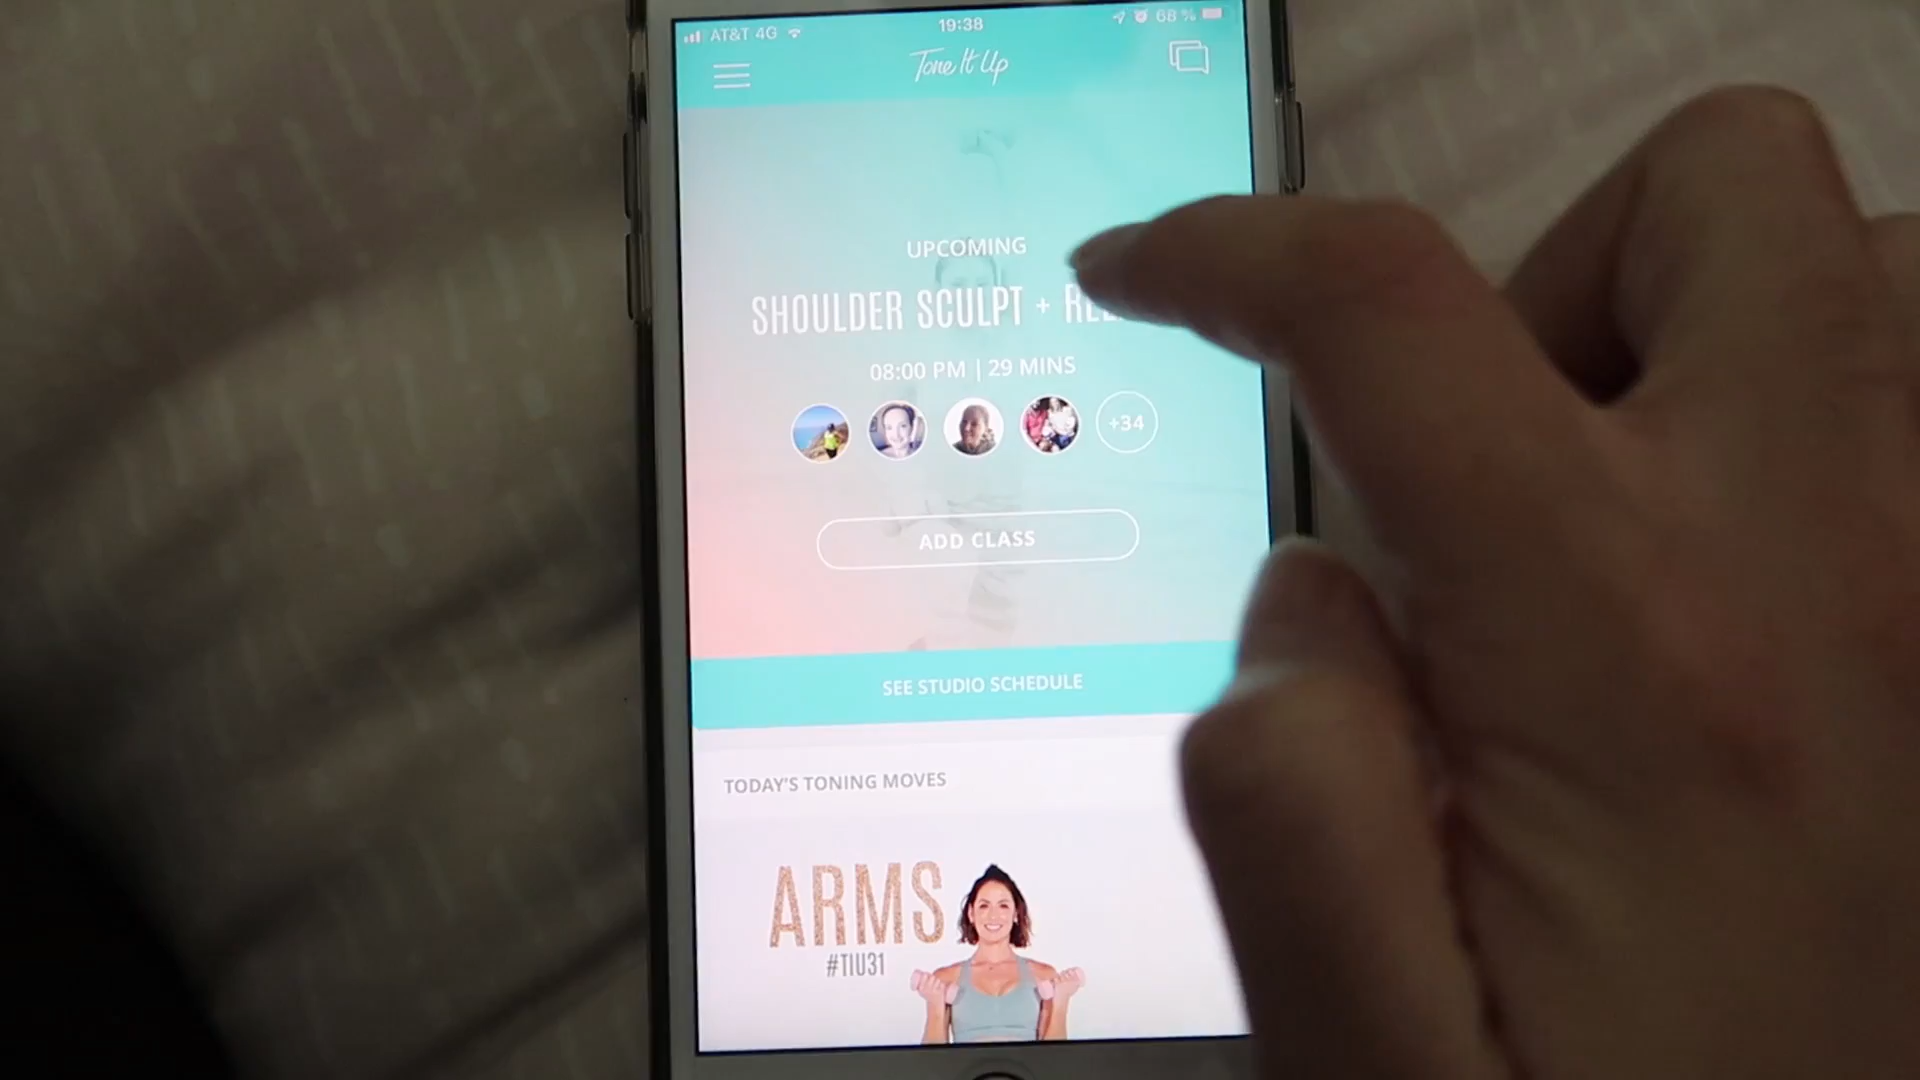 AT&T 4G
19:38
68 %
Tone It Up
UPCOMING
SHOULDER SCULPT +
08:00 PM | 29 MINS
+34
ADD CLASS
SEE STUDIO SCHEDULE
TODAY'S TONING MOVES
ARMS
#TIU31